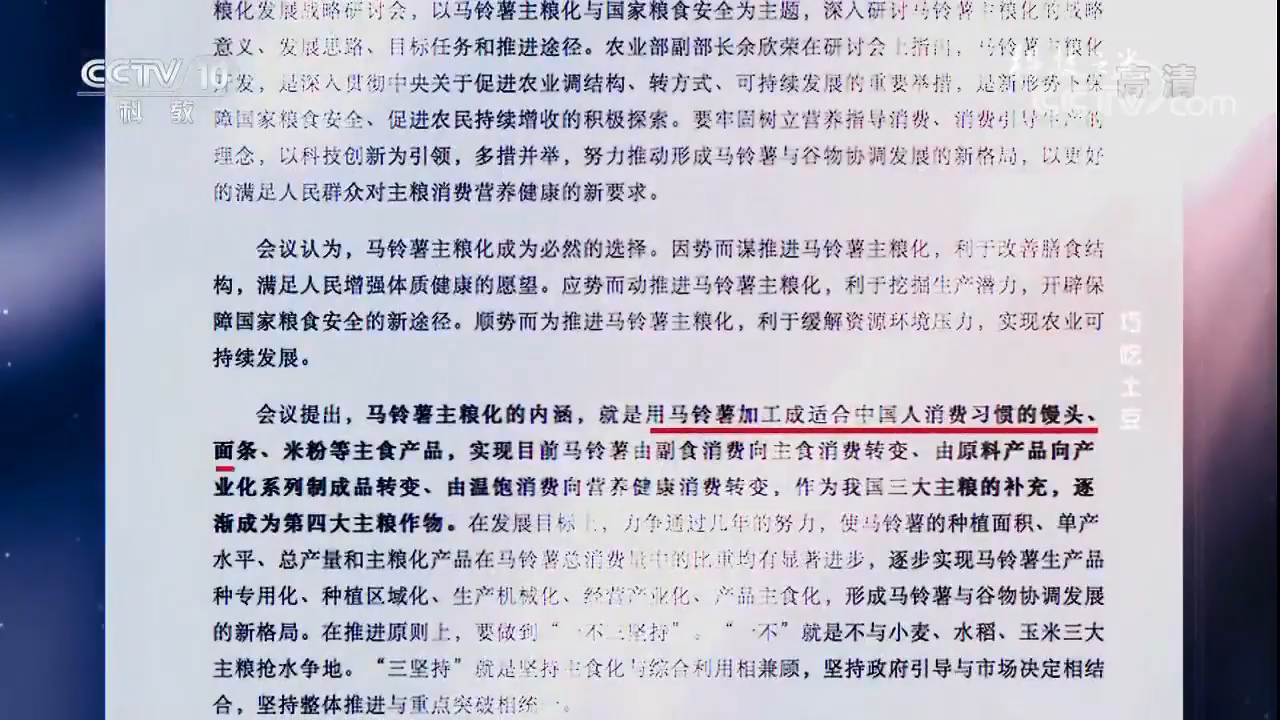 粮化发展战略研讨会，以马铃薯主粮化与国家粮食安全为主题，深入研讨马铃薯主粮化的战略
意义、发展思路、目标任务和推进途径。农业部副部长余欣荣在研讨会上指出，马铃薯主粮化
开发，是深入贯彻中央关于促进农业调结构、转方式、可持续发展的重要举措，是新形势下保
障国家粮食安全、促进农民持续增收的积极探索。要牢固树立营养指导消费、消费引导生产的
理念，以科技创新为引领，多措并举，努力推动形成马铃薯与谷物协调发展的新格局，以更好
的满足人民群众对主粮消费营养健康的新要求。
会议认为，马铃薯主粮化成为必然的选择。因势而谋推进马铃薯主粮化，利于改善膳食结
构，满足人民增强体质健康的愿望。应势而动推进马铃薯主粮化，利于挖掘生产潜力，开辟保
障国家粮食安全的新途径。顺势而为推进马铃薯主粮化，利于缓解资源环境压力，实现农业可
持续发展。
会议提出，马铃薯主粮化的内涵，就是用马铃薯加工成适合中国人消费习惯的馒头、
面条、米粉等主食产品，实现目前马铃薯由副食消费向主食消费转变、由原料产品向产
业化系列制成品转变、由温饱消费向营养健康消费转变，作为我国三大主粮的补充，逐
渐成为第四大主粮作物。在发展目标上，力争通过几年的努力，使马铃薯的种植面积、单产
水平、总产量和主粮化产品在马铃薯总消费量中的比重均有显著进步，逐步实现马铃薯生产品
种专用化、种植区域化、生产机械化、经营产业化、产品主食化，形成马铃薯与谷物协调发展
的新格局。在推进原则上，要做到“一不三坚持”。“一不”就是不与小麦、水稻、玉米三大
主粮抢水争地。“三坚持”就是坚持主食化与综合利用相兼顾，坚持政府引导与市场决定相结
合，坚持整体推进与重点突破相统一。
CCTV 10
科教
高清
CCTV.com
巧吃土豆